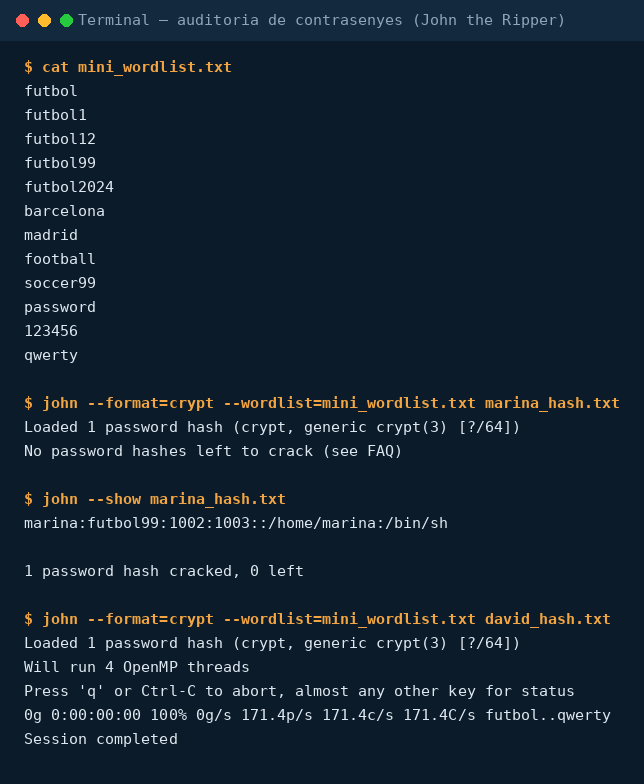 Terminal — auditoria de contrasenyes (John the Ripper)
$ cat mini_wordlist.txt
futbol
futbol1
futbol12
futbol99
futbol2024
barcelona
madrid
football
soccer99
password
123456
qwerty
$ john --format=crypt --wordlist=mini_wordlist.txt marina_hash.txt
Loaded 1 password hash (crypt, generic crypt(3) [?/64])
No password hashes left to crack (see FAQ)
$ john --show marina_hash.txt
marina:futbol99:1002:1003::/home/marina:/bin/sh
1 password hash cracked, 0 left
$ john --format=crypt --wordlist=mini_wordlist.txt david_hash.txt
Loaded 1 password hash (crypt, generic crypt(3) [?/64])
Will run 4 OpenMP threads
Press 'q' or Ctrl-C to abort, almost any other key for status
0g 0:00:00:00 100% 0g/s 171.4p/s 171.4c/s 171.4C/s futbol..qwerty
Session completed